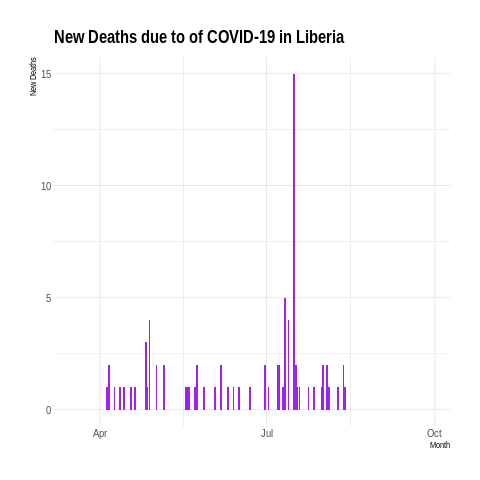 New Deaths due to of COVID-19 in Liberia
New Deaths
15
10
5
0
Apr
Jul
Oct
Month